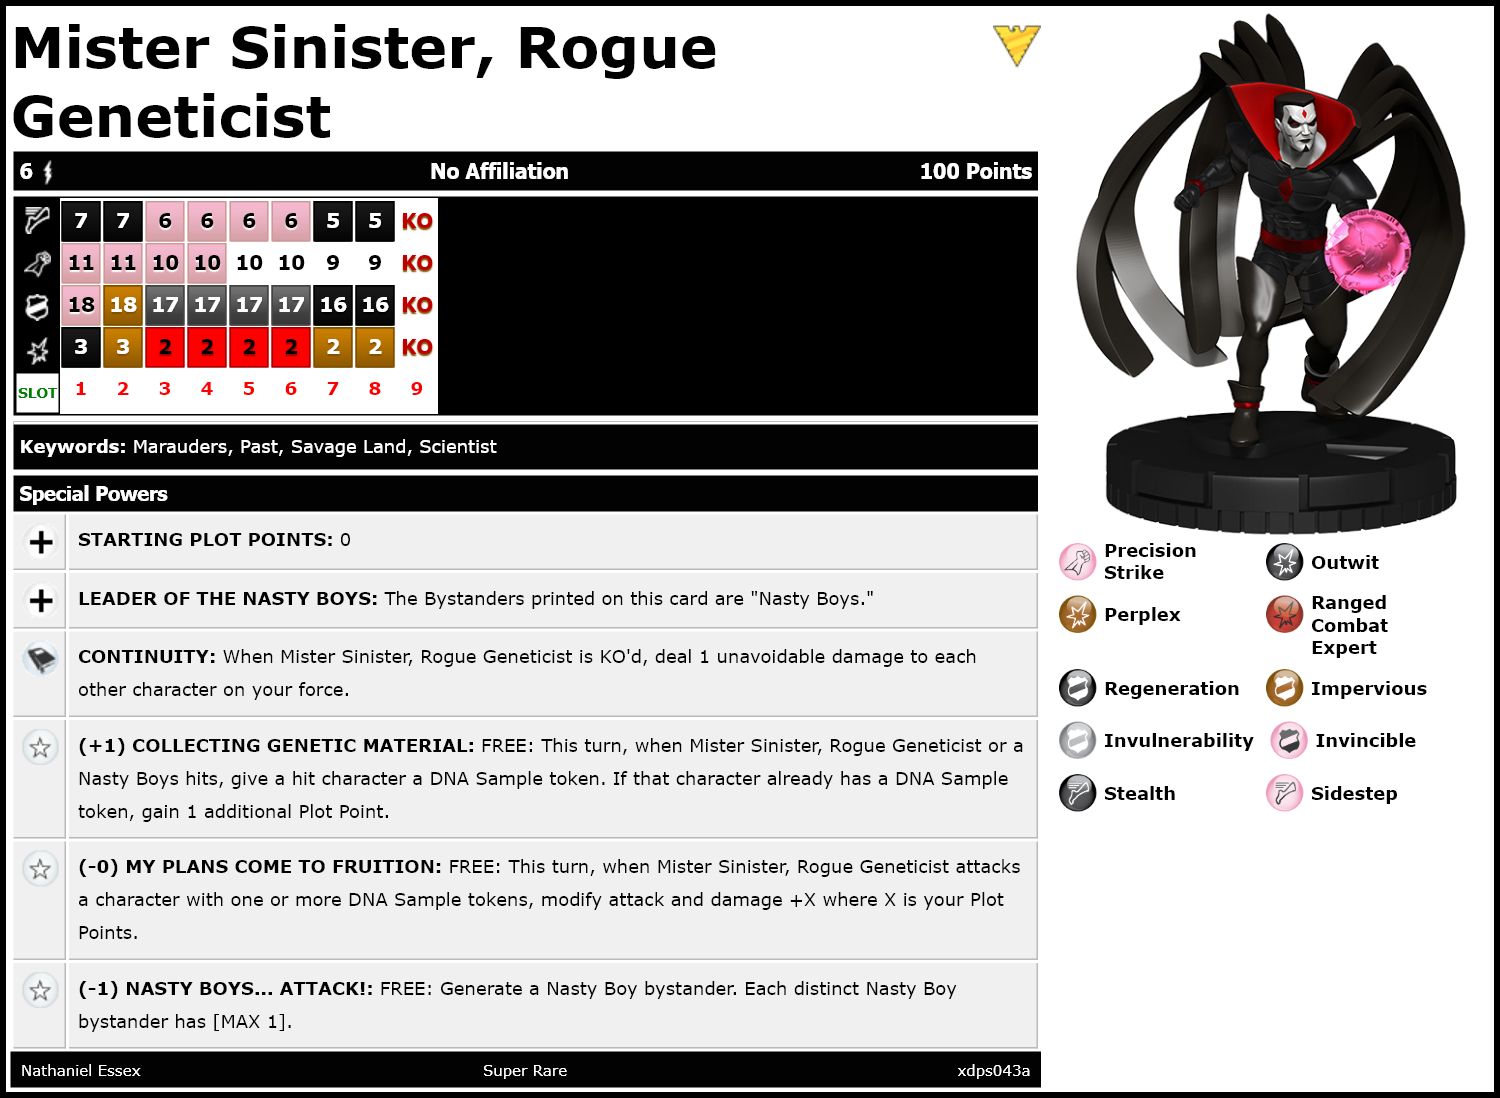 Mister Sinister, Rogue
Geneticist
6 No Affiliation 100 Points
7 7 6 6 6 6 5 5 KO
11 11 10 10 10 10 9 9 KO
18 18 17 17 17 17 16 16 KO
3 3 2 2 2 2 2 2 KO
SLOT 1 2 3 4 5 6 7 8 9
Keywords: Marauders, Past, Savage Land, Scientist
Special Powers
STARTING PLOT POINTS: 0
LEADER OF THE NASTY BOYS: The Bystanders printed on this card are "Nasty Boys."
CONTINUITY: When Mister Sinister, Rogue Geneticist is KO'd, deal 1 unavoidable damage to each
other character on your force.
(+1) COLLECTING GENETIC MATERIAL: FREE: This turn, when Mister Sinister, Rogue Geneticist or a
Nasty Boys hits, give a hit character a DNA Sample token. If that character already has a DNA Sample
token, gain 1 additional Plot Point.
(-0) MY PLANS COME TO FRUITION: FREE: This turn, when Mister Sinister, Rogue Geneticist attacks
a character with one or more DNA Sample tokens, modify attack and damage +X where X is your Plot
Points.
(-1) NASTY BOYS... ATTACK!: FREE: Generate a Nasty Boy bystander. Each distinct Nasty Boy
bystander has [MAX 1].
Nathaniel Essex Super Rare xdps043a
Precision
Strike
Outwit
Perplex
Ranged
Combat
Expert
Regeneration
Impervious
Invulnerability
Invincible
Stealth
Sidestep